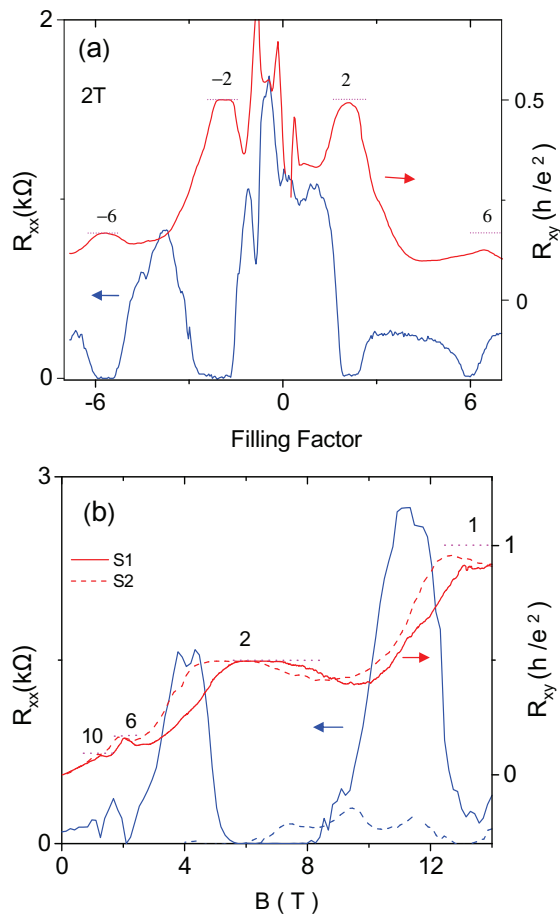 (a)
2T
−2
2
−6
6
2
0
R_xx(kΩ)
0.5
0
R_xy(h/e²)
-6
0
6
Filling Factor
(b)
S1
S2
10
6
2
1
3
0
R_xx(kΩ)
1
0
R_xy(h/e²)
0
4
8
12
B ( T )